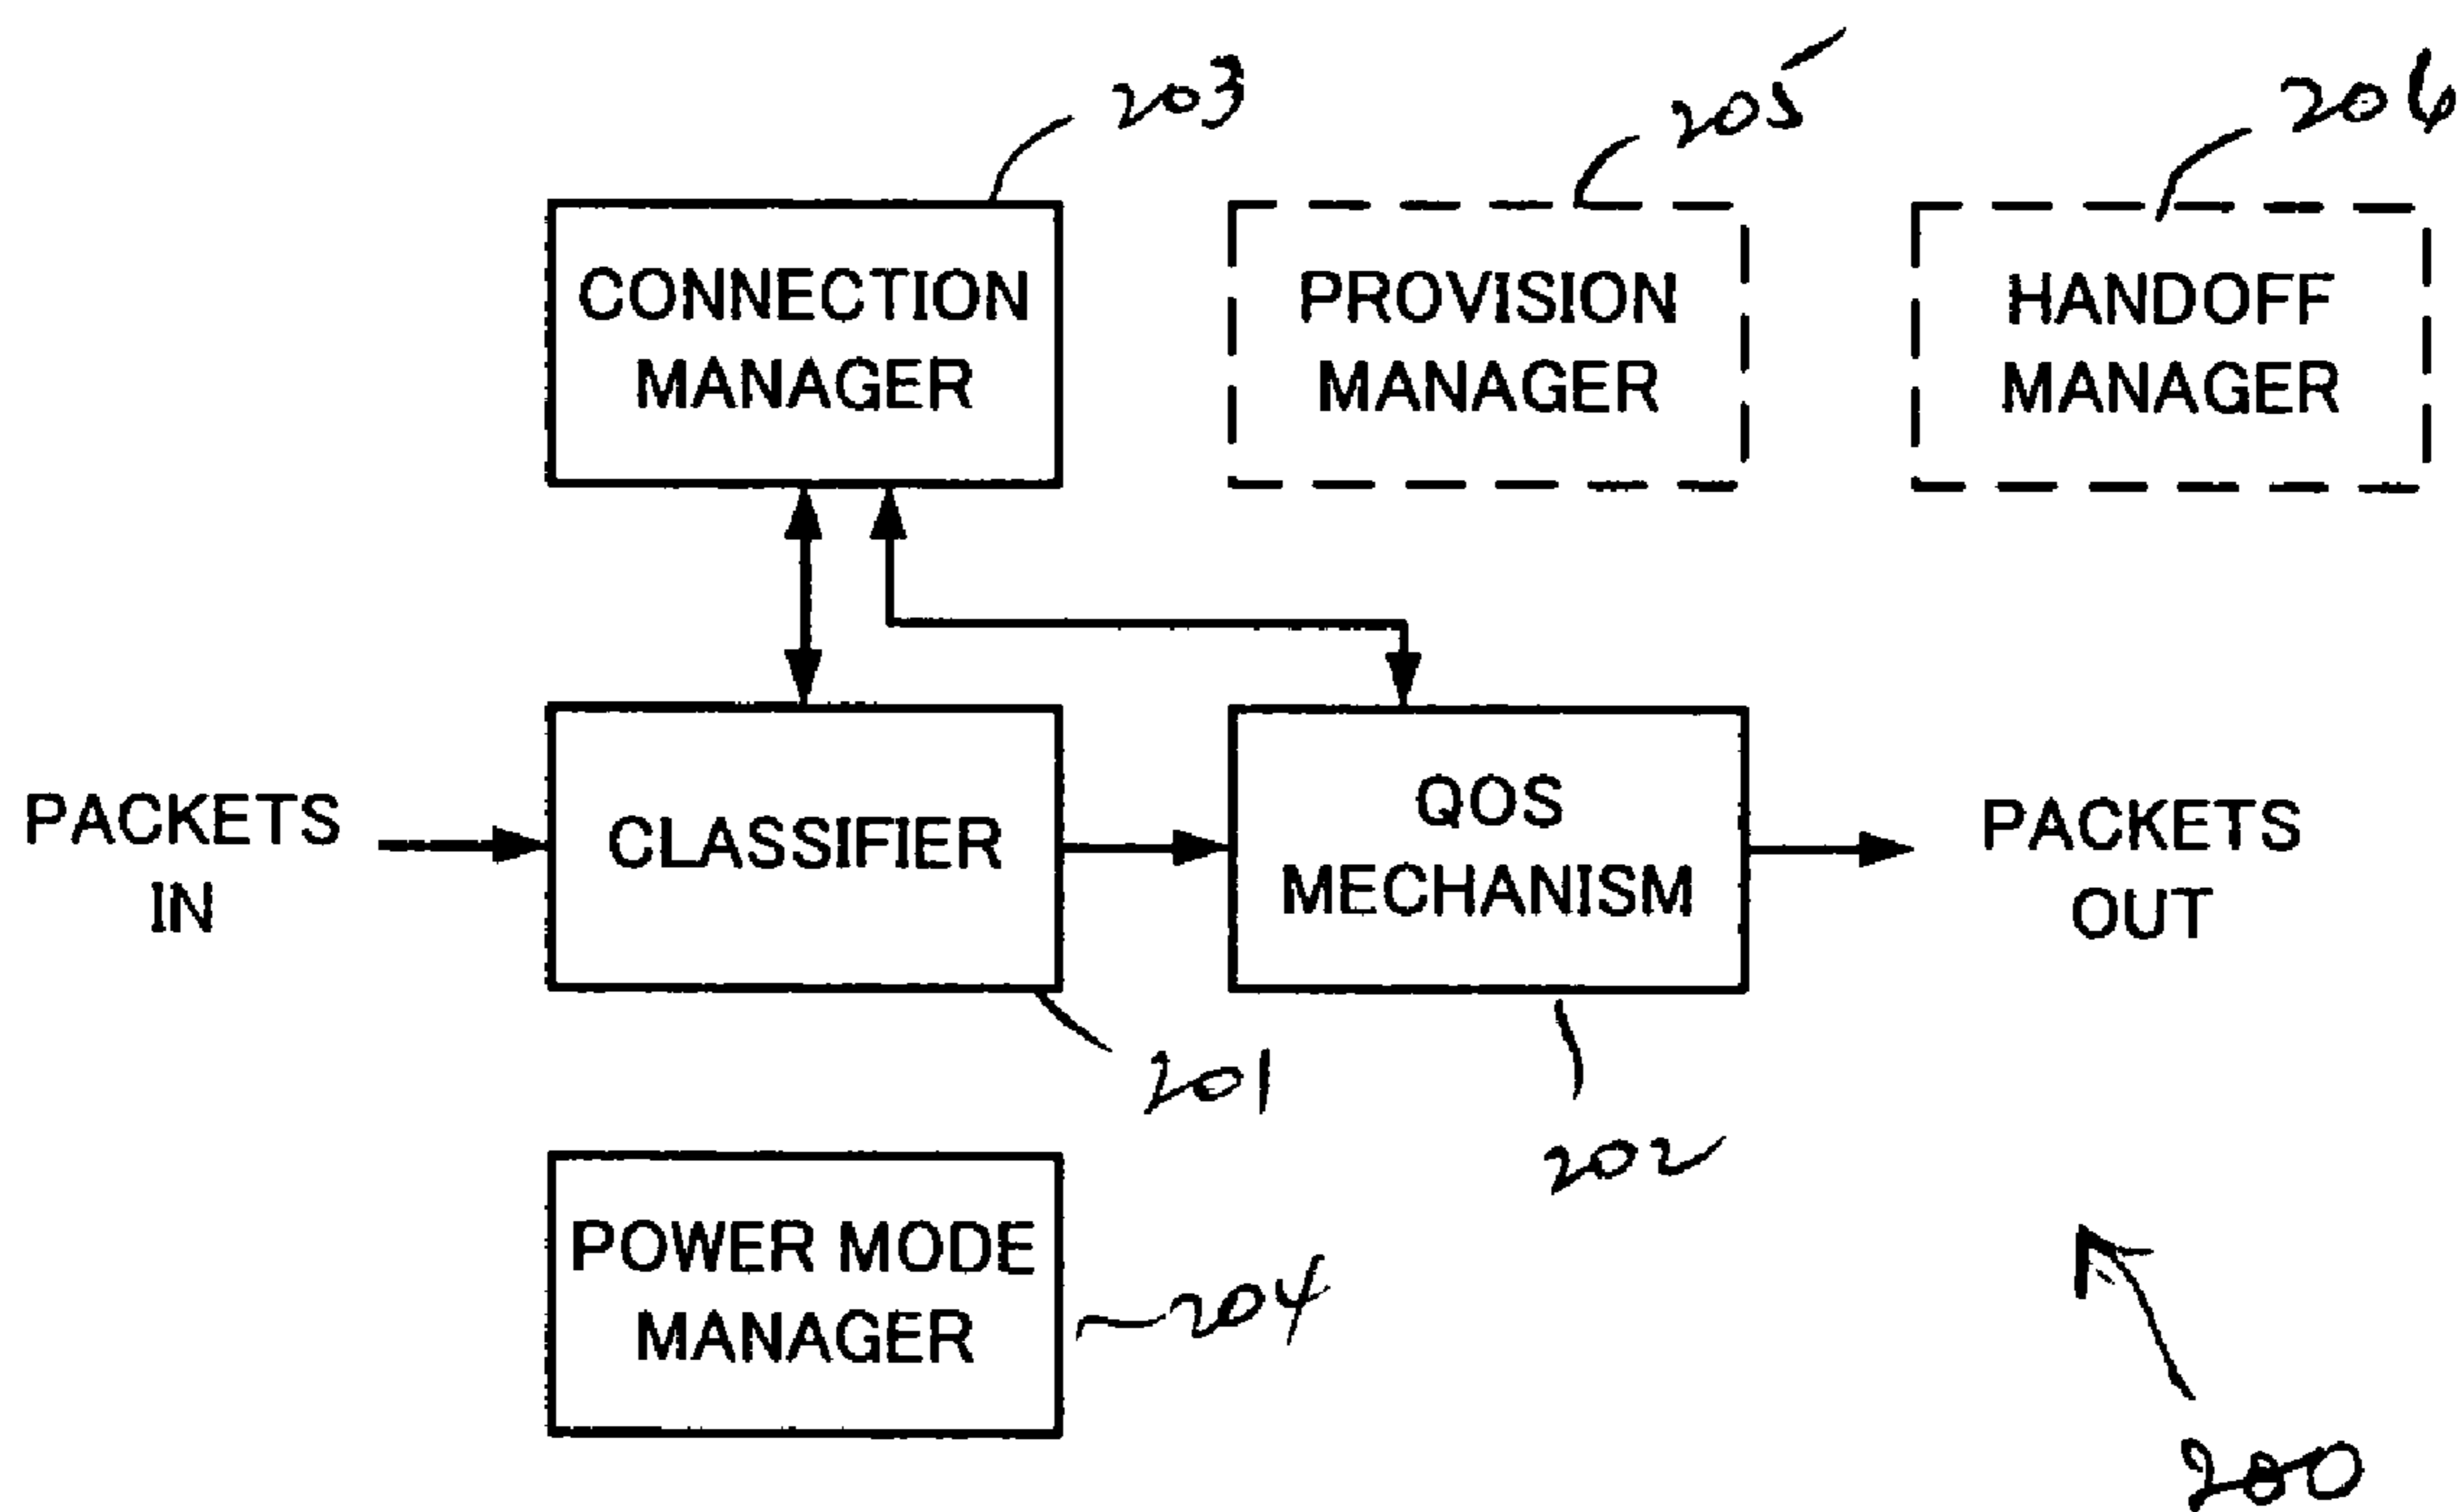 203
205
206
CONNECTION
MANAGER
PROVISION
MANAGER
HANDOFF
MANAGER
PACKETS
IN
CLASSIFIER
QOS
MECHANISM
PACKETS
OUT
201
202
POWER MODE
MANAGER
204
200